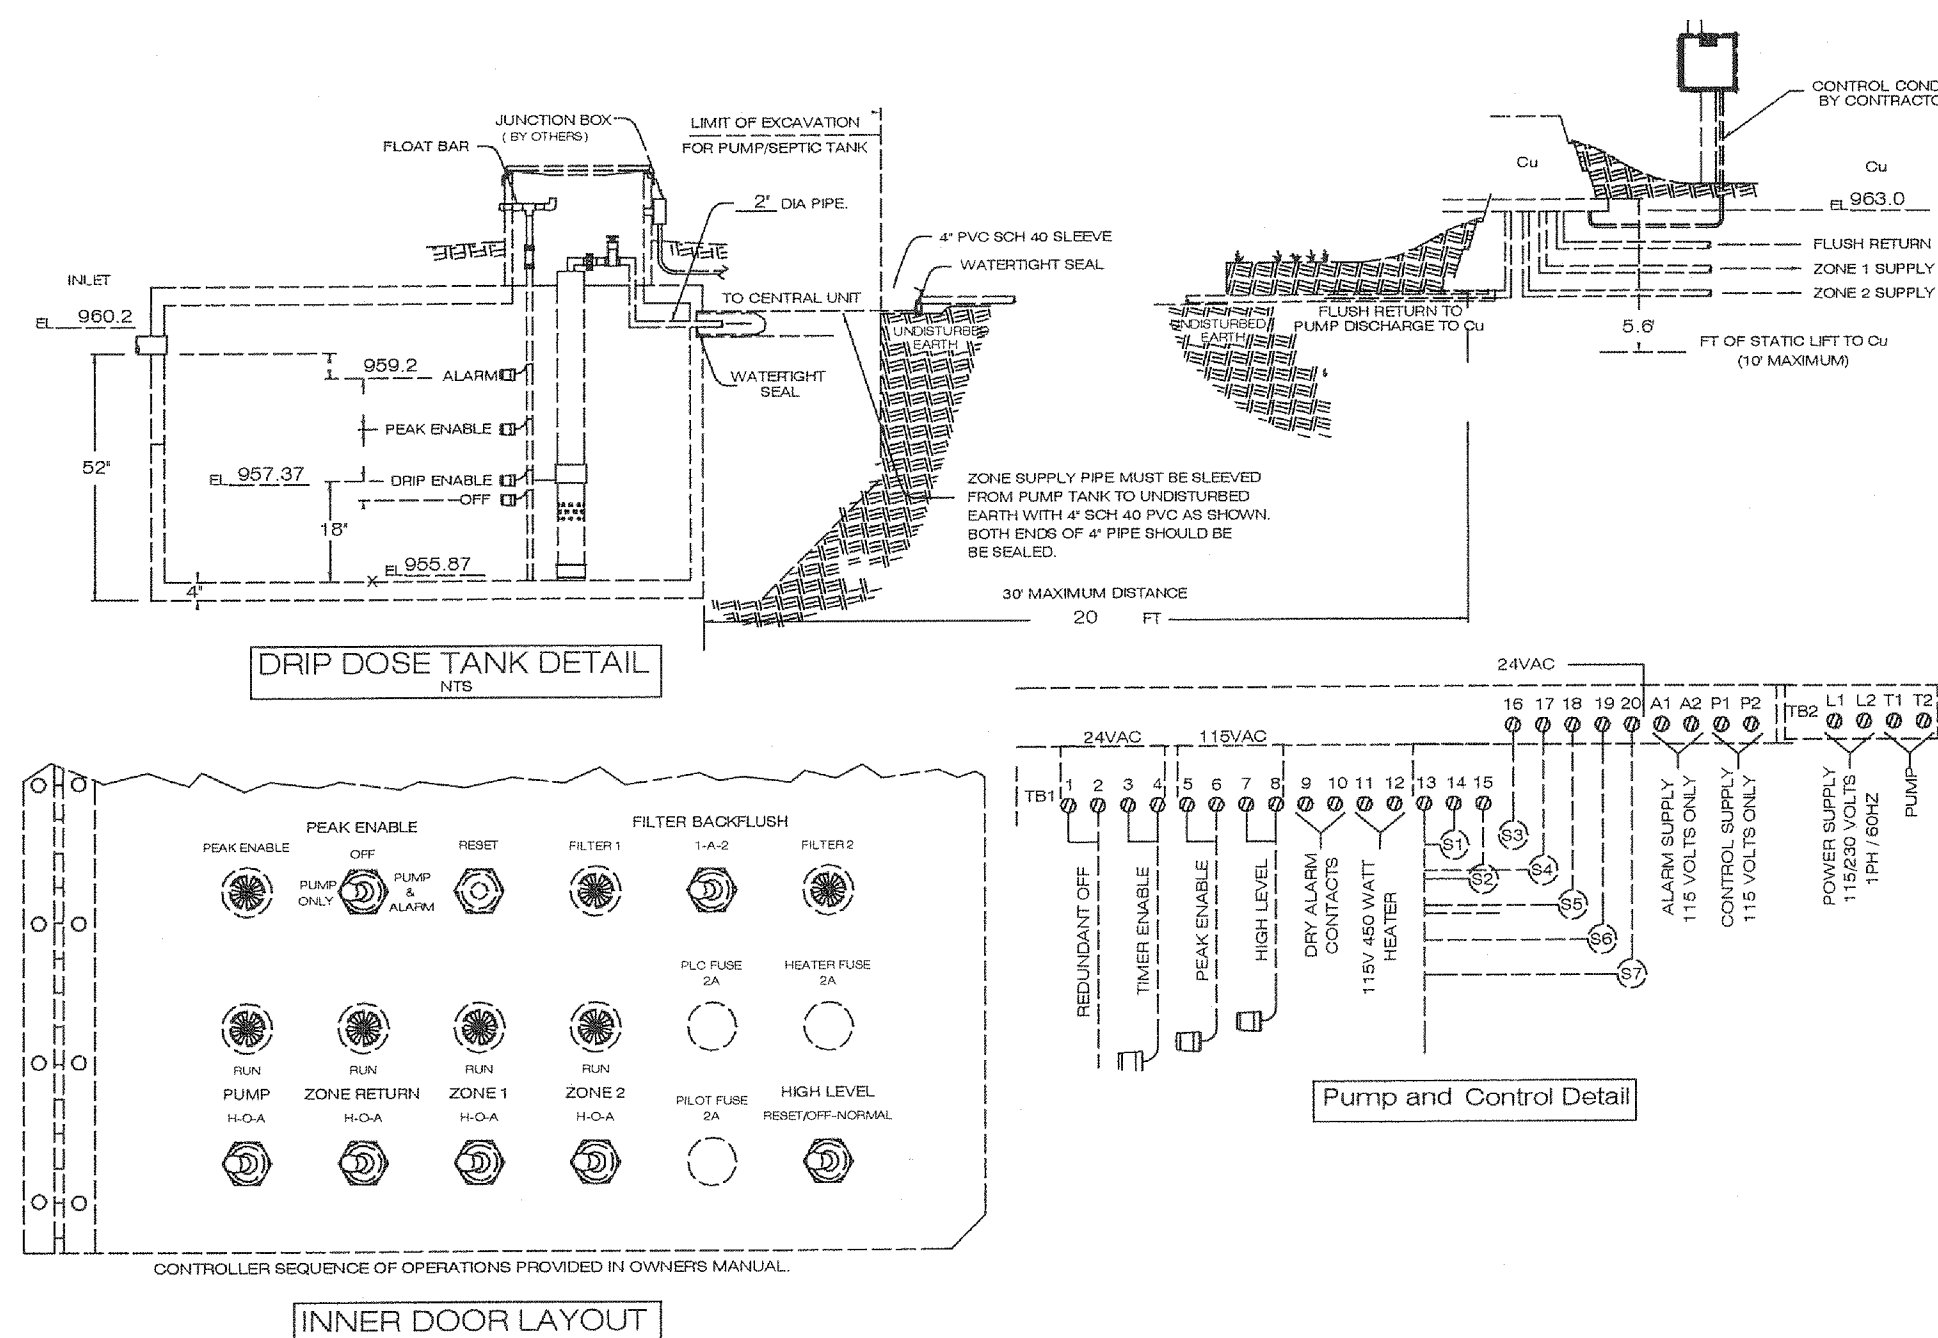 JUNCTION BOX
( BY OTHERS)
FLOAT BAR
LIMIT OF EXCAVATION
FOR PUMP/SEPTIC TANK
2" DIA PIPE.
4" PVC SCH 40 SLEEVE
WATERTIGHT SEAL
INLET
EL 960.2
TO CENTRAL UNIT
UNDISTURBED
EARTH
959.2
ALARM
WATERTIGHT
SEAL
PEAK ENABLE
52"
EL 957.37
DRIP ENABLE
OFF
18"
EL 955.87
4"
ZONE SUPPLY PIPE MUST BE SLEEVED
FROM PUMP TANK TO UNDISTURBED
EARTH WITH 4" SCH 40 PVC AS SHOWN.
BOTH ENDS OF 4" PIPE SHOULD BE
BE SEALED.
30' MAXIMUM DISTANCE
20 FT
DRIP DOSE TANK DETAIL
NTS
CONTROL COND
BY CONTRACTO
Cu
Cu
EL 963.0
FLUSH RETURN
ZONE 1 SUPPLY
ZONE 2 SUPPLY
FLUSH RETURN TO
PUMP DISCHARGE TO Cu
UNDISTURBED
EARTH
5.6'
FT OF STATIC LIFT TO Cu
(10' MAXIMUM)
24VAC
16 17 18 19 20 A1 A2 P1 P2
TB2 L1 L2 T1 T2
24VAC
115VAC
TB1 1 2 3 4 5 6 7 8 9 10 11 12 13 14 15
S1
S2
S3
S4
S5
S6
S7
REDUNDANT OFF
TIMER ENABLE
PEAK ENABLE
HIGH LEVEL
DRY ALARM
CONTACTS
115V 450 WATT
HEATER
ALARM SUPPLY
115 VOLTS ONLY
CONTROL SUPPLY
115 VOLTS ONLY
POWER SUPPLY
115/230 VOLTS
1PH / 60HZ
PUMP
Pump and Control Detail
PEAK ENABLE
FILTER BACKFLUSH
PEAK ENABLE
OFF
RESET
FILTER 1
1-A-2
FILTER 2
PUMP
ONLY
PUMP
&
ALARM
PLC FUSE
2A
HEATER FUSE
2A
RUN
RUN
RUN
RUN
PUMP
ZONE RETURN
ZONE 1
ZONE 2
PILOT FUSE
2A
HIGH LEVEL
H-O-A
H-O-A
H-O-A
H-O-A
RESET/OFF-NORMAL
CONTROLLER SEQUENCE OF OPERATIONS PROVIDED IN OWNER'S MANUAL.
INNER DOOR LAYOUT